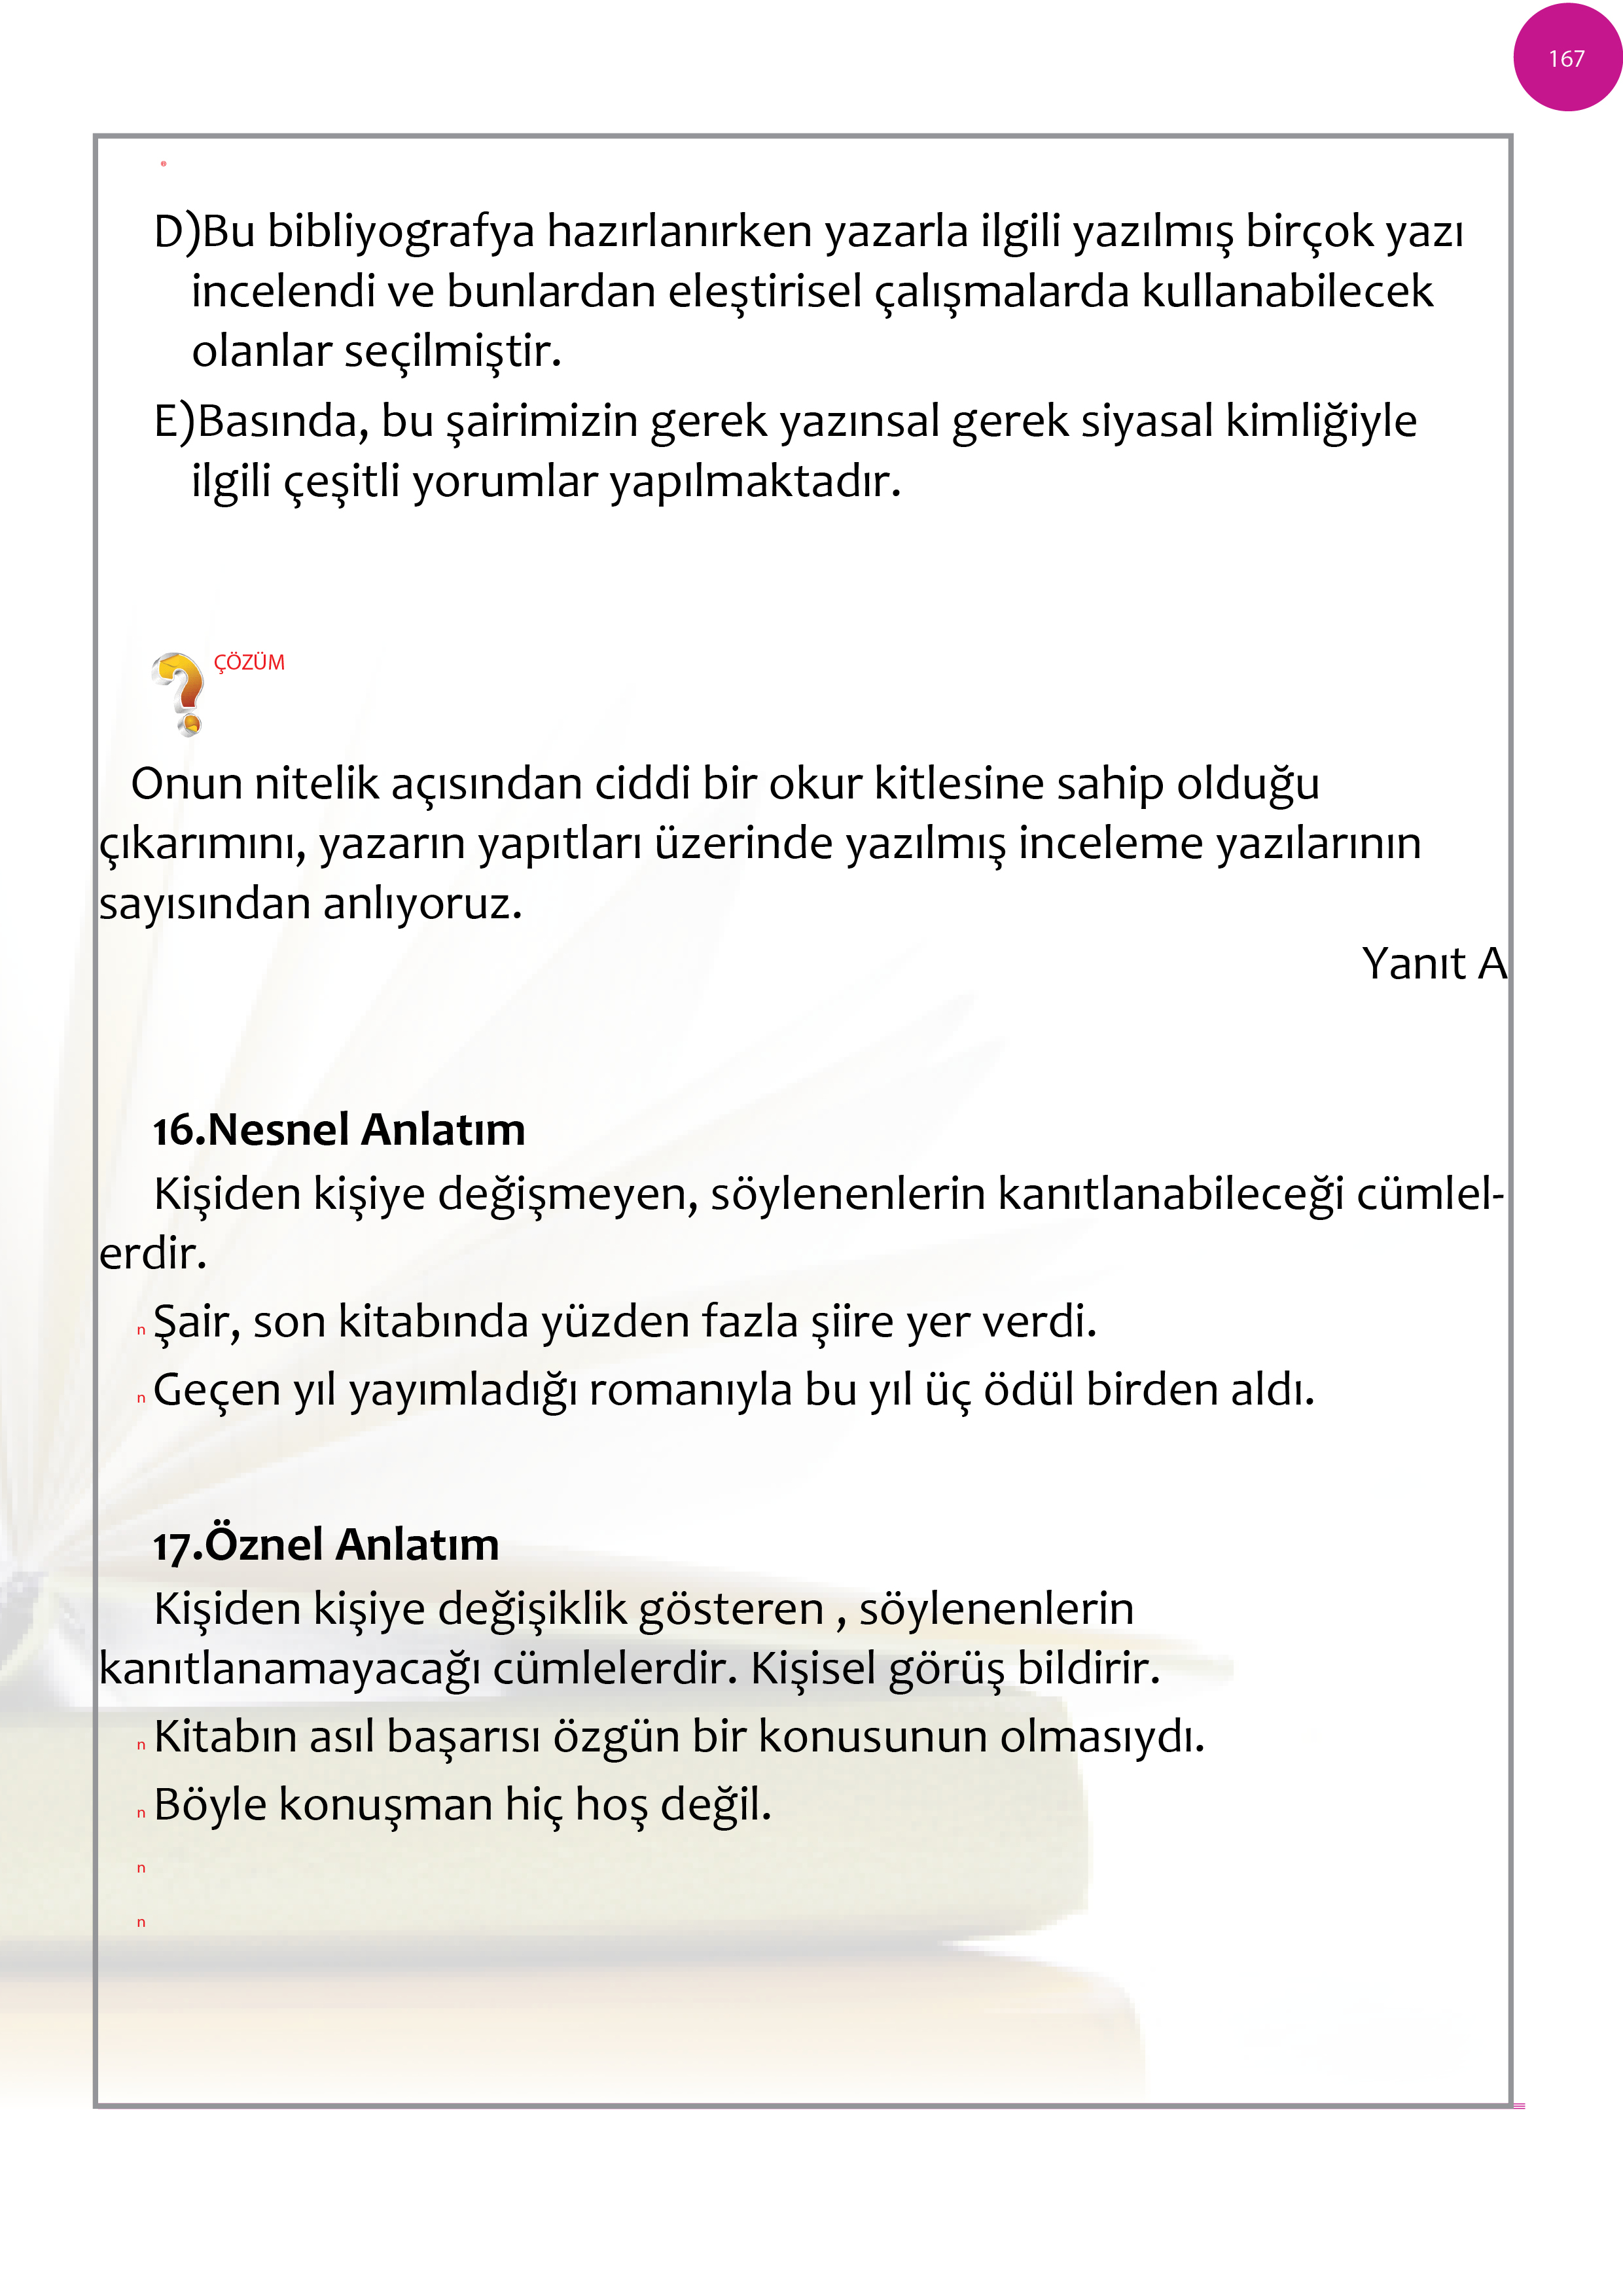 167
D)Bu bibliyografya hazırlanırken yazarla ilgili yazılmış birçok yazı
incelendi ve bunlardan eleştirisel çalışmalarda kullanabilecek
olanlar seçilmiştir.
E)Basında, bu şairimizin gerek yazınsal gerek siyasal kimliğiyle
ilgili çeşitli yorumlar yapılmaktadır.
ÇÖZÜM
Onun nitelik açısından ciddi bir okur kitlesine sahip olduğu
çıkarımını, yazarın yapıtları üzerinde yazılmış inceleme yazılarının
sayısından anlıyoruz.
Yanıt A
16.Nesnel Anlatım
Kişiden kişiye değişmeyen, söylenenlerin kanıtlanabileceği cümlel-
erdir.
n Şair, son kitabında yüzden fazla şiire yer verdi.
n Geçen yıl yayımladığı romanıyla bu yıl üç ödül birden aldı.
17.Öznel Anlatım
Kişiden kişiye değişiklik gösteren , söylenenlerin
kanıtlanamayacağı cümlelerdir. Kişisel görüş bildirir.
n Kitabın asıl başarısı özgün bir konusunun olmasıydı.
n Böyle konuşman hiç hoş değil.
n
n